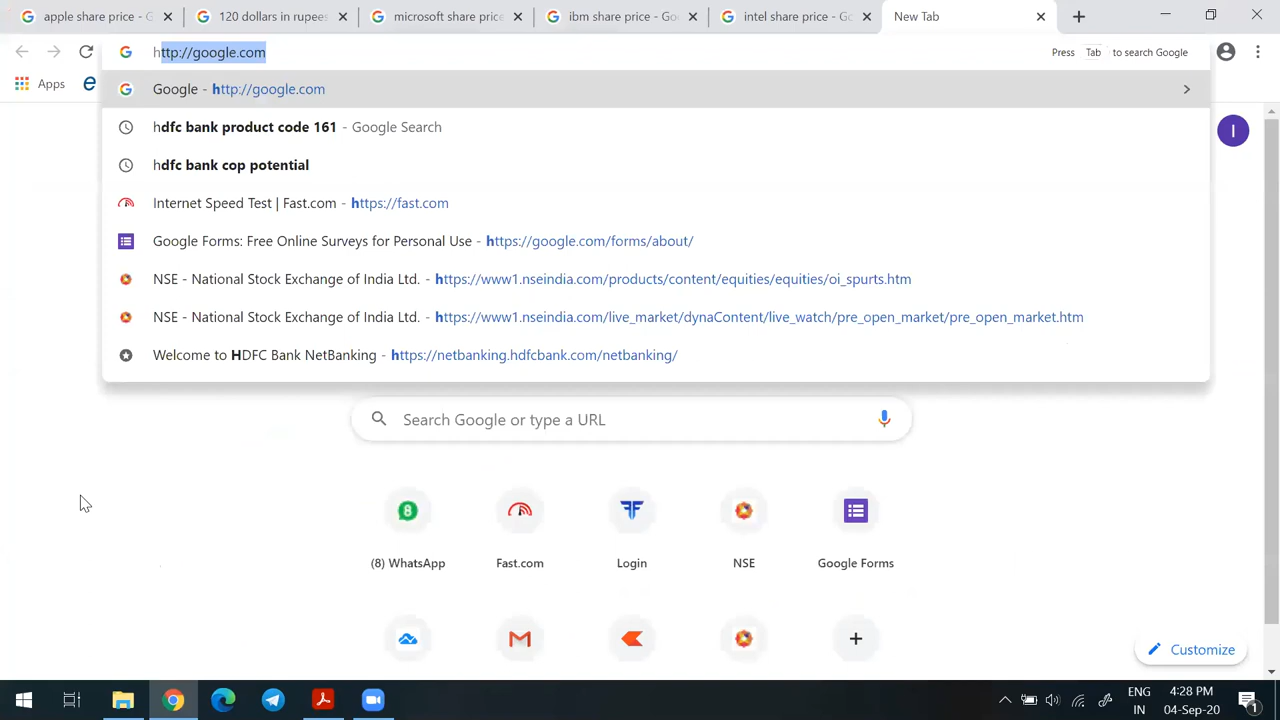 apple share price - G
120 dollars in rupees
microsoft share price
ibm share price - Go
intel share price - Go
New Tab
http://google.com
Press Tab to search Google
Apps
Google - http://google.com
hdfc bank product code 161 - Google Search
hdfc bank cop potential
Internet Speed Test | Fast.com - https://fast.com
Google Forms: Free Online Surveys for Personal Use - https://google.com/forms/about/
NSE - National Stock Exchange of India Ltd. - https://www1.nseindia.com/products/content/equities/equities/oi_spurts.htm
NSE - National Stock Exchange of India Ltd. - https://www1.nseindia.com/live_market/dynaContent/live_watch/pre_open_market/pre_open_market.htm
Welcome to HDFC Bank NetBanking - https://netbanking.hdfcbank.com/netbanking/
I
Search Google or type a URL
8
(8) WhatsApp
Fast.com
Login
NSE
Google Forms
Customize
ENG
IN
4:28 PM
04-Sep-20
1